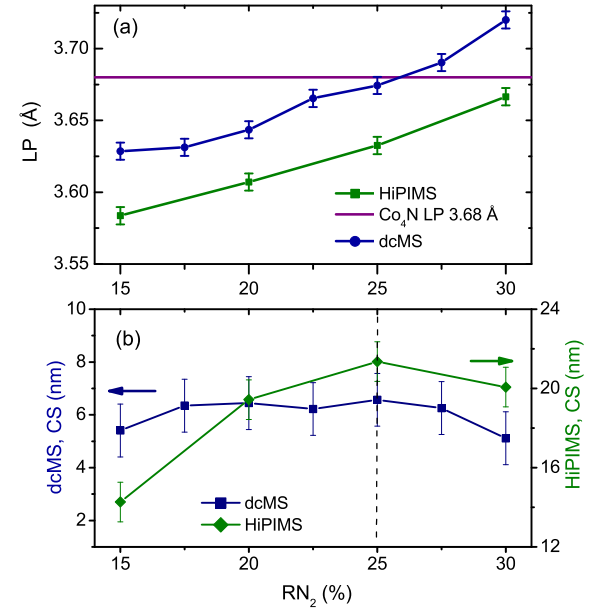 (a)
3.70
3.65
3.60
3.55
LP (Å)
HiPIMS
Co₄N LP 3.68 Å
dcMS
15 20 25 30
(b)
10
8
6
4
2
dcMS, CS (nm)
24
20
16
12
HiPIMS, CS (nm)
dcMS
HiPIMS
15 20 25 30
RN₂ (%)